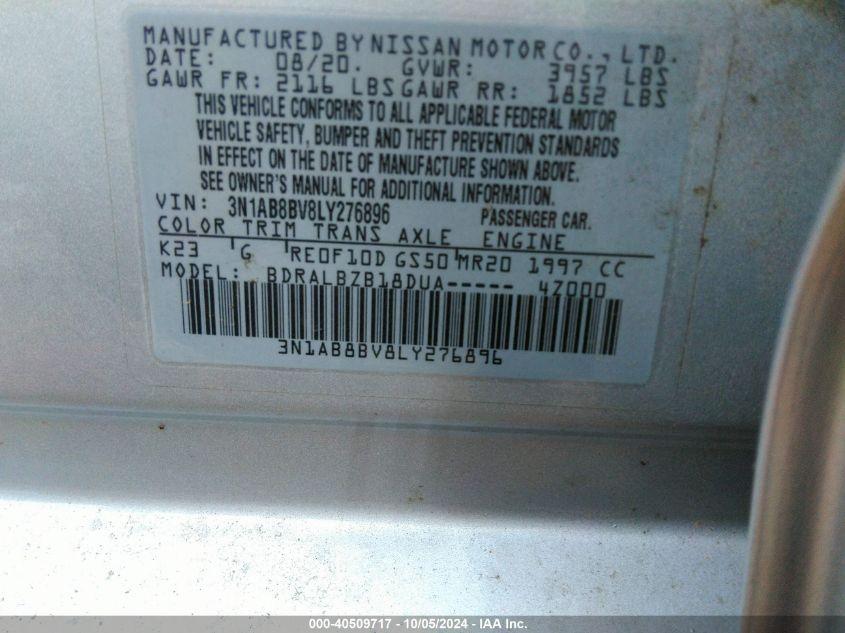 MANUFACTURED BY NISSAN MOTOR CO., LTD.
DATE: 08/20. GVWR: 3957 LBS
GAWR FR: 2116 LBS GAWR RR: 1852 LBS
THIS VEHICLE CONFORMS TO ALL APPLICABLE FEDERAL MOTOR
VEHICLE SAFETY, BUMPER AND THEFT PREVENTION STANDARDS
IN EFFECT ON THE DATE OF MANUFACTURE SHOWN ABOVE.
SEE OWNER'S MANUAL FOR ADDITIONAL INFORMATION.
VIN: 3N1AB8BV8LY276896 PASSENGER CAR.
COLOR TRIM TRANS AXLE ENGINE
K23 G RE0F10D GS50 MR20 1997 CC
MODEL: BDRALBZB18DUA----- 4Z000
3N1AB8BV8LY276896
000-40509717 - 10/05/2024 - IAA Inc.